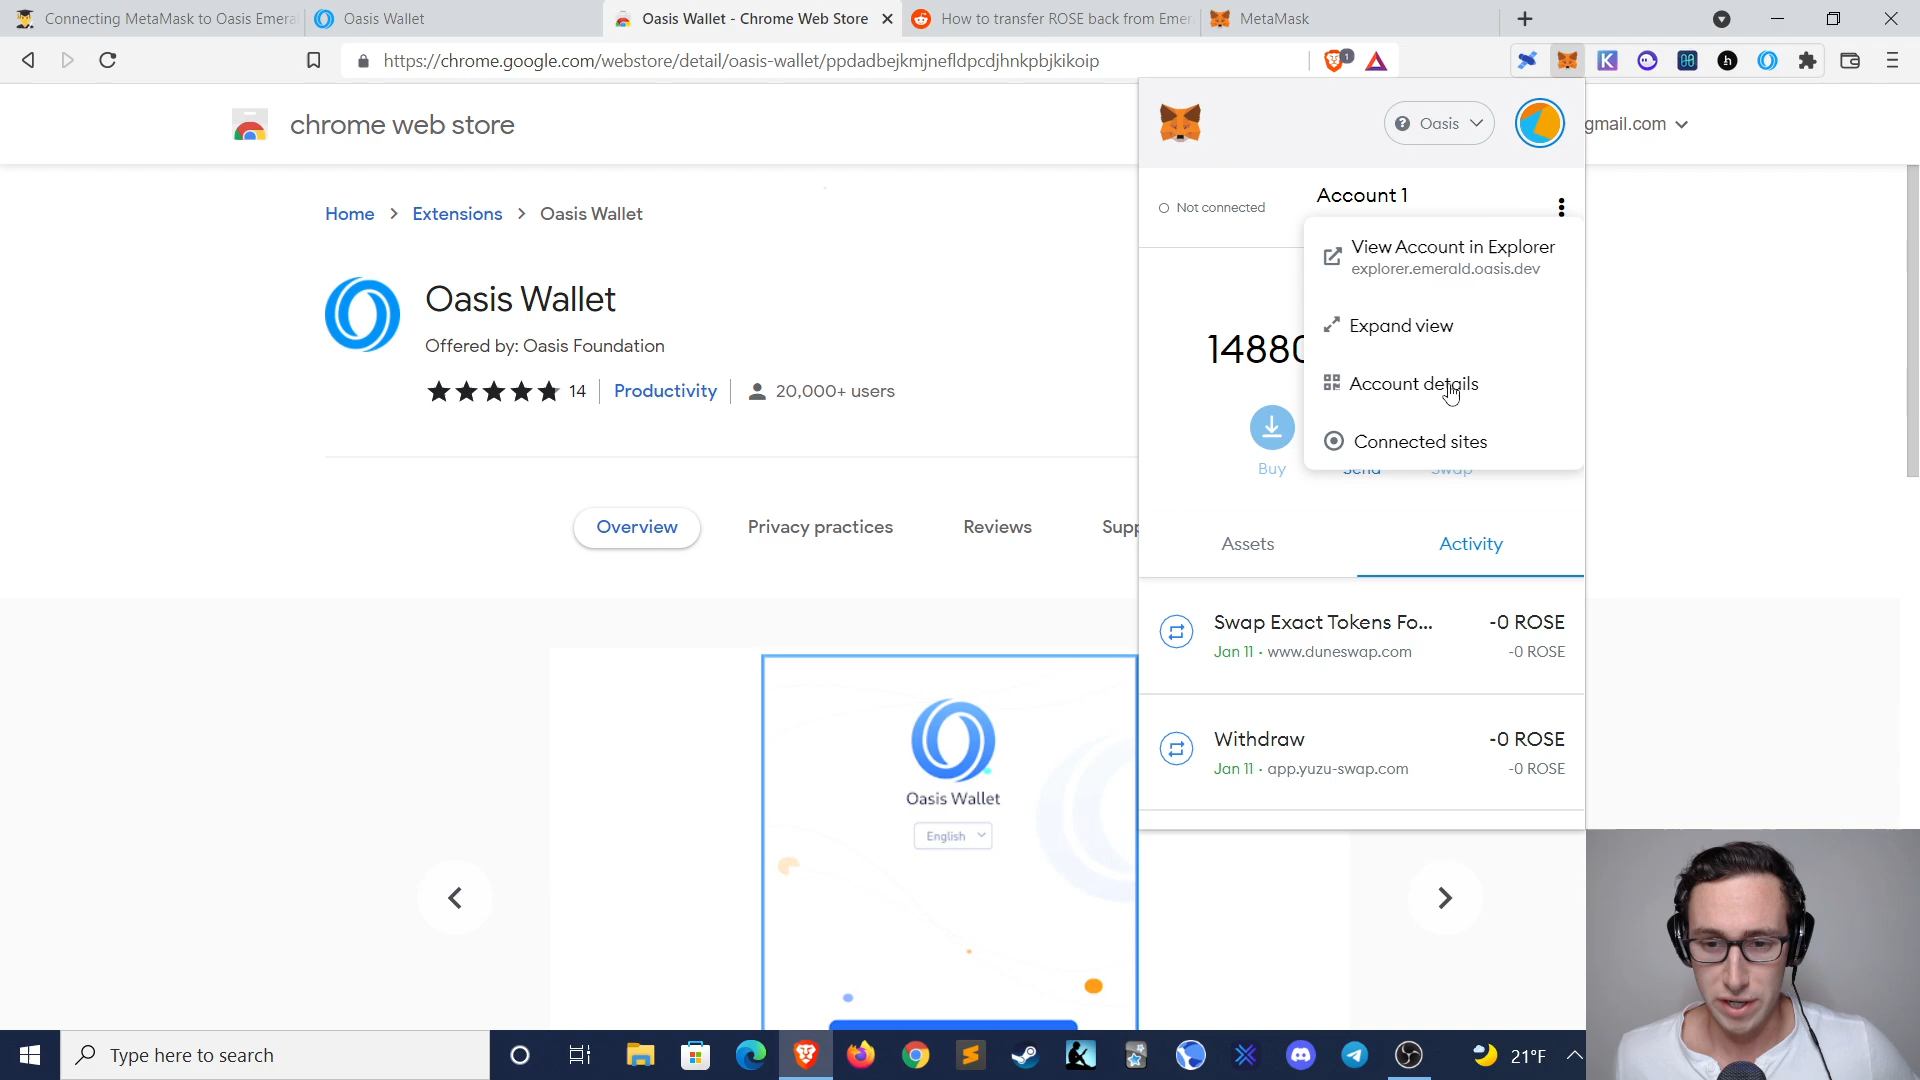 Connecting MetaMask to Oasis Emera
Oasis Wallet
Oasis Wallet - Chrome Web Store
How to transfer ROSE back from Emer
MetaMask
https://chrome.google.com/webstore/detail/oasis-wallet/ppdadbejkmjnefldpcdjhnkpbjkikoip
1
chrome web store
Oasis
gmail.com
Home > Extensions > Oasis Wallet
Not connected
Account 1
View Account in Explorer
explorer.emerald.oasis.dev
Oasis Wallet
Offered by: Oasis Foundation
Expand view
14880
14
Productivity
20,000+ users
Account details
Connected sites
Buy
Send
Swap
Overview
Privacy practices
Reviews
Supp
Assets
Activity
Swap Exact Tokens Fo...
-0 ROSE
Jan 11 · www.duneswap.com
-0 ROSE
Withdraw
-0 ROSE
Jan 11 · app.yuzu-swap.com
-0 ROSE
Oasis Wallet
English
Type here to search
21°F